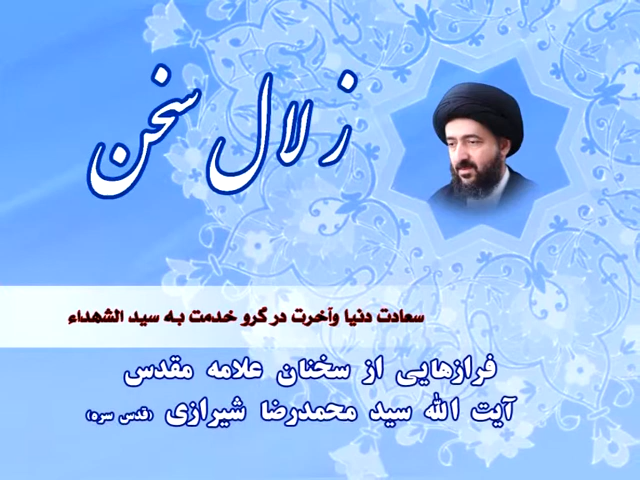 زلال سخن
سعادت دنیا وآخرت در گرو خدمت به سید الشهداء
فرازهایی از سخنان علامه مقدس
آیت الله سید محمدرضا شیرازی (قدس سره)